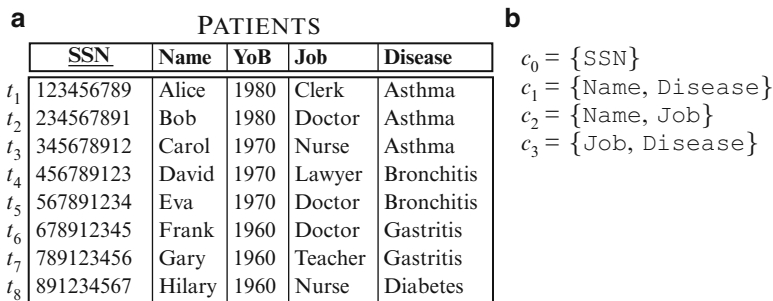 a PATIENTS b
SSN Name YoB Job Disease
t1 123456789 Alice 1980 Clerk Asthma
t2 234567891 Bob 1980 Doctor Asthma
t3 345678912 Carol 1970 Nurse Asthma
t4 456789123 David 1970 Lawyer Bronchitis
t5 567891234 Eva 1970 Doctor Bronchitis
t6 678912345 Frank 1960 Doctor Gastritis
t7 789123456 Gary 1960 Teacher Gastritis
t8 891234567 Hilary 1960 Nurse Diabetes
c0 = {SSN}
c1 = {Name, Disease}
c2 = {Name, Job}
c3 = {Job, Disease}